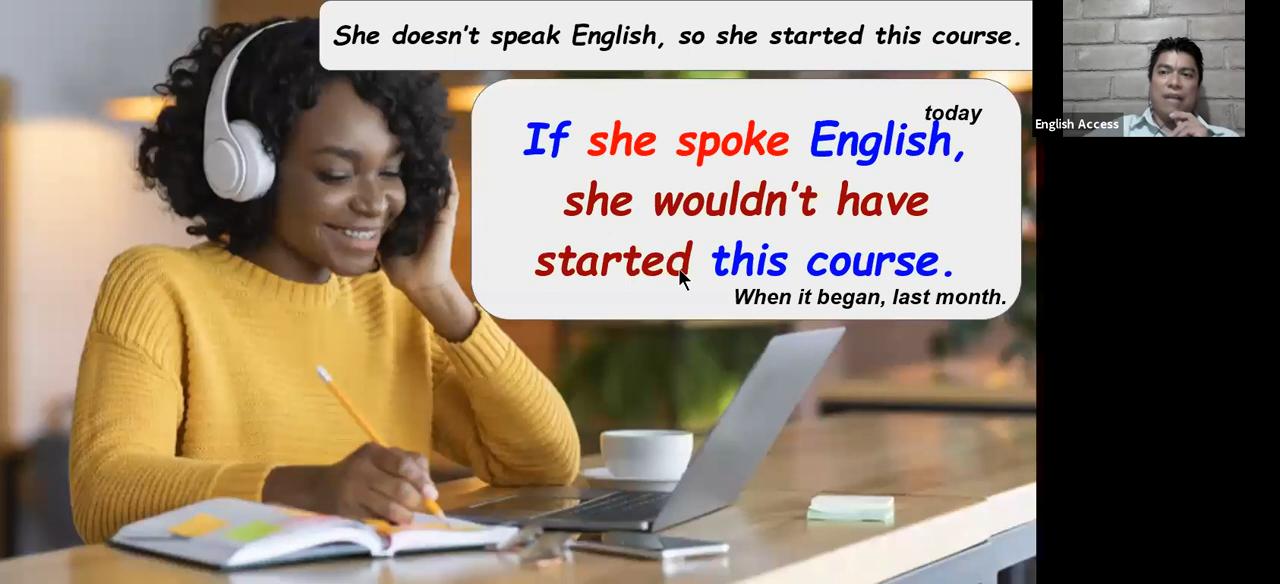 She doesn't speak English, so she started this course.
today
If she spoke English,
she wouldn't have
started this course.
When it began, last month.
English Access